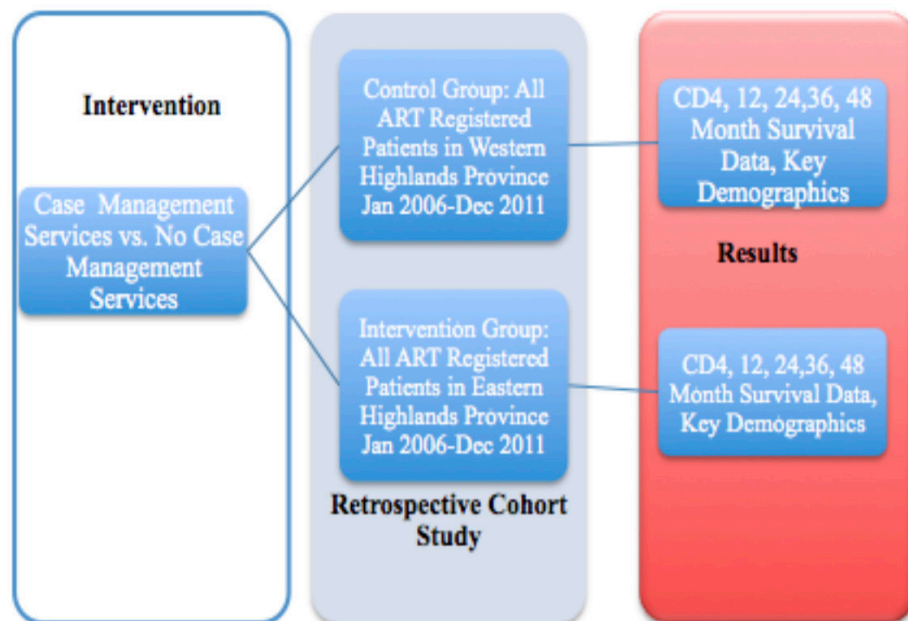 Intervention
Case  Management
Services vs. No Case
Management
Services
Control Group: All
ART Registered
Patients in Western
Highlands Province
Jan 2006-Dec 2011
Intervention Group:
All ART Registered
Patients in Eastern
Highlands Province
Jan 2006-Dec 2011
Retrospective Cohort
Study
CD4, 12, 24,36, 48
Month Survival
Data, Key
Demographics
Results
CD4, 12, 24,36, 48
Month Survival Data,
Key Demographics